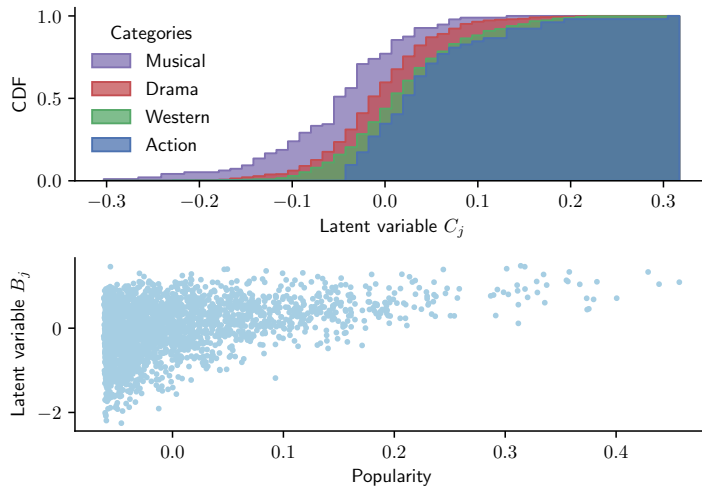 1.0
Categories
Musical
Drama
Western
Action
CDF
0.5
0.0
−0.3 −0.2 −0.1 0.0 0.1 0.2 0.3
Latent variable C_j
Latent variable B_j
0
−2
0.0 0.1 0.2 0.3 0.4
Popularity